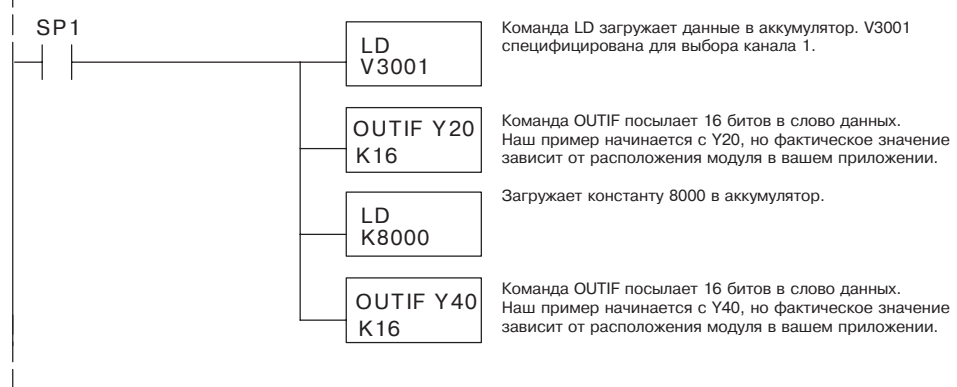 SP1
LD
V3001
Команда LD загружает данные в аккумулятор. V3001
специфицирована для выбора канала 1.
OUTIF Y20
K16
Команда OUTIF посылает 16 битов в слово данных.
Наш пример начинается с Y20, но фактическое значение
зависит от расположения модуля в вашем приложении.
LD
K8000
Загружает константу 8000 в аккумулятор.
OUTIF Y40
K16
Команда OUTIF посылает 16 битов в слово данных.
Наш пример начинается с Y40, но фактическое значение
зависит от расположения модуля в вашем приложении.